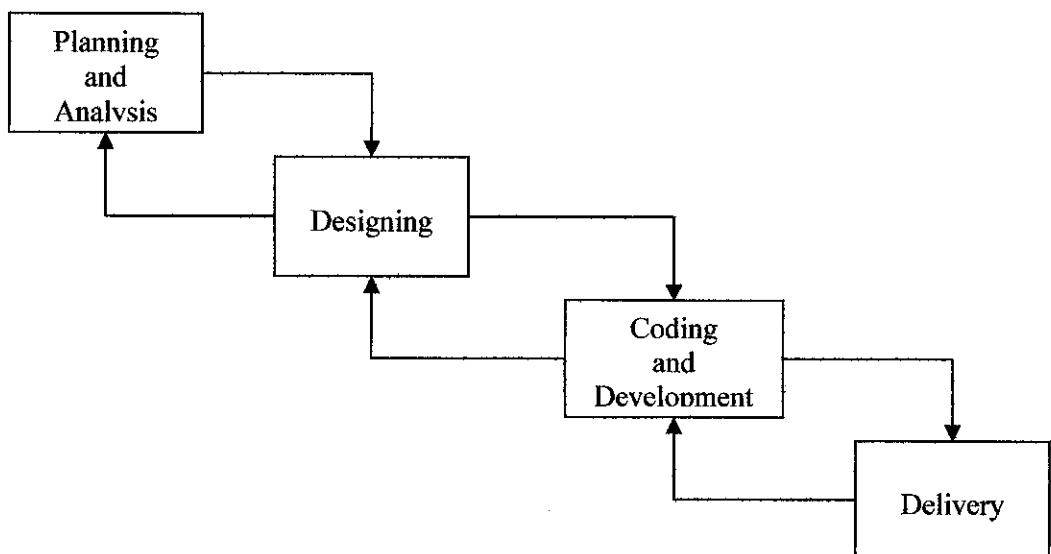 Planning
and
Analysis
Designing
Coding
and
Development
Delivery